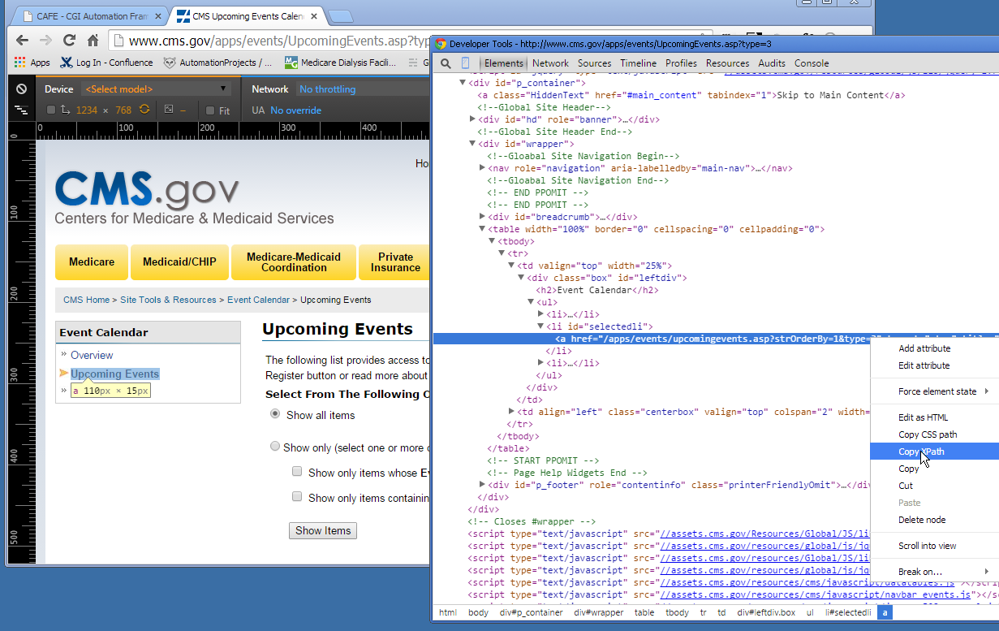 CAFE - CGI Automation Fram
CMS Upcoming Events Calen
www.cms.gov/apps/events/UpcomingEvents.asp?typ
Apps
Log In - Confluence
AutomationProjects / ...
Medicare Dialysis Facili...
Device
<Select model>
Network
No throttling
1234 × 768
Fit
UA
No override
0
100
200
300
400
0
100
200
300
400
500
Ho
CMS.gov
Centers for Medicare & Medicaid Services
Medicare
Medicaid/CHIP
Medicare-Medicaid
Coordination
Private
Insurance
CMS Home > Site Tools & Resources > Event Calendar > Upcoming Events
Event Calendar
» Overview
Upcoming Events
»
a 110px × 15px
Upcoming Events
The following list provides access to
Register button or read more about
Select From The Following O
Show all items
Show only (select one or more o
Show only items whose Ev
Show only items containin
Show Items
Developer Tools - http://www.cms.gov/apps/events/UpcomingEvents.asp?type=3
Elements Network Sources Timeline Profiles Resources Audits Console
<div id="p_container">
<a class="HiddenText" href="#main_content" tabindex="1">Skip to Main Content</a>
<!--Global Site Header-->
<div id="hd" role="banner">…</div>
<!--Global Site Header End-->
<div id="wrapper">
<!--Gloabal Site Navigation Begin-->
<nav role="navigation" aria-labelledby="main-nav">…</nav>
<!--Gloabal Site Navigation End-->
<!-- END PPOMIT -->
<!-- END PPOMIT -->
<div id="breadcrumb">…</div>
<table width="100%" border="0" cellspacing="0" cellpadding="0">
<tbody>
<tr>
<td valign="top" width="25%">
<div class="box" id="leftdiv">
<h2>Event Calendar</h2>
<ul>
<li>…</li>
<li id="selectedli">
<a href="/apps/events/upcomingevents.asp?strOrderBy=1&type=
</li>
<li>…</li>
</ul>
</div>
</td>
<td align="left" class="centerbox" valign="top" colspan="2" width=
</tr>
</tbody>
</table>
<!-- START PPOMIT -->
<!-- Page Help Widgets End -->
<div id="p_footer" role="contentinfo" class="printerFriendlyOmit">…</div
</div>
</div>
<!-- Closes #wrapper -->
<script type="text/javascript" src="//assets.cms.gov/Resources/Global/JS/li
<script type="text/javascript" src="//assets.cms.gov/resources/global/js/jq
<script type="text/javascript" src="//assets.cms.gov/resources/Global/JS/li
<script type="text/javascript" src="//assets.cms.gov/resources/global/js/jq
<script type="text/javascript" src="//assets.cms.gov/resources/cms/javascript/datatables.js"></scri
<script type="text/javascript" src="//assets.cms.gov/resources/cms/javascript/navbar_events.js"></s
Add attribute
Edit attribute
Force element state
Edit as HTML
Copy CSS path
Copy XPath
Copy
Cut
Paste
Delete node
Scroll into view
Break on...
html body div#p_container div#wrapper table tbody tr td div#leftdiv.box ul li#selectedli a